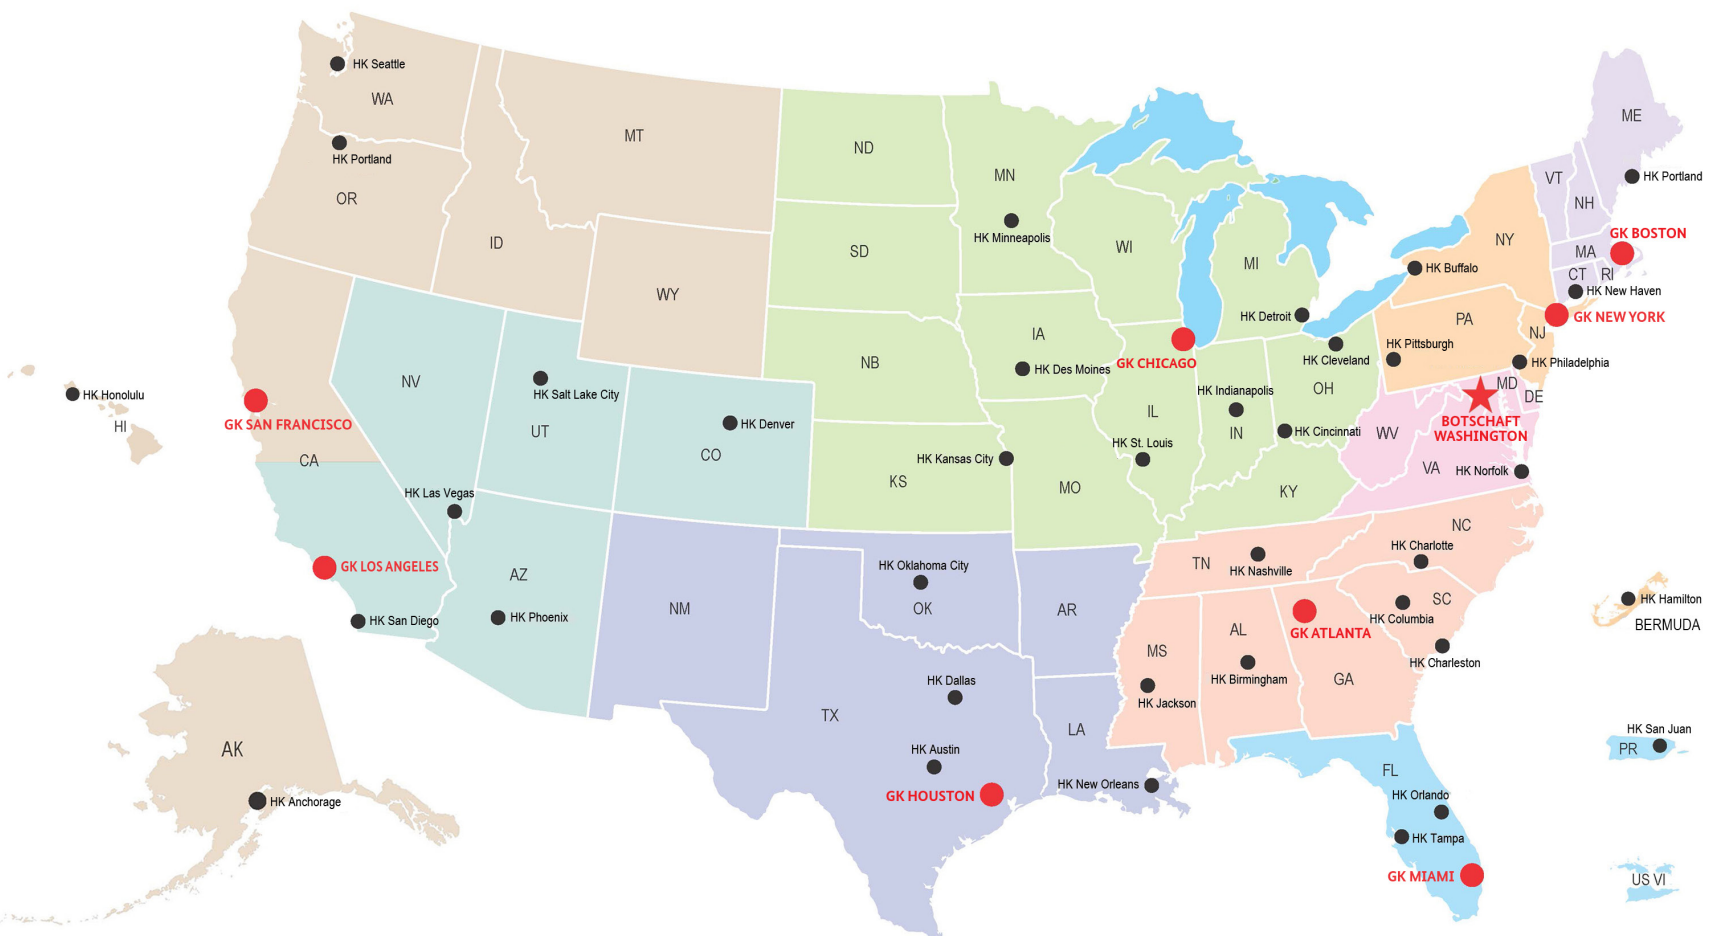 HK Seattle
WA
HK Portland
OR
ID
MT
WY
ND
SD
NB
KS
MN
HK Minneapolis
WI
MI
IA
HK Des Moines
HK Detroit
GK CHICAGO
HK Cleveland
OH
HK Indianapolis
IN
IL
HK St. Louis
HK Cincinnati
HK Kansas City
MO
KY
ME
HK Portland
VT
NH
GK BOSTON
MA
CT
RI
HK New Haven
NY
HK Buffalo
GK NEW YORK
PA
NJ
HK Pittsburgh
HK Philadelphia
MD
DE
BOTSCHAFT
WASHINGTON
WV
VA
HK Norfolk
HK Honolulu
HI
GK SAN FRANCISCO
CA
NV
HK Salt Lake City
UT
HK Denver
CO
HK Las Vegas
GK LOS ANGELES
HK San Diego
AZ
HK Phoenix
NM
HK Oklahoma City
OK
AR
TX
HK Dallas
HK Austin
GK HOUSTON
LA
HK New Orleans
TN
HK Nashville
NC
HK Charlotte
SC
HK Columbia
HK Charleston
GK ATLANTA
GA
AL
HK Birmingham
MS
HK Jackson
HK Hamilton
BERMUDA
HK San Juan
PR
FL
HK Orlando
HK Tampa
GK MIAMI
US VI
AK
HK Anchorage